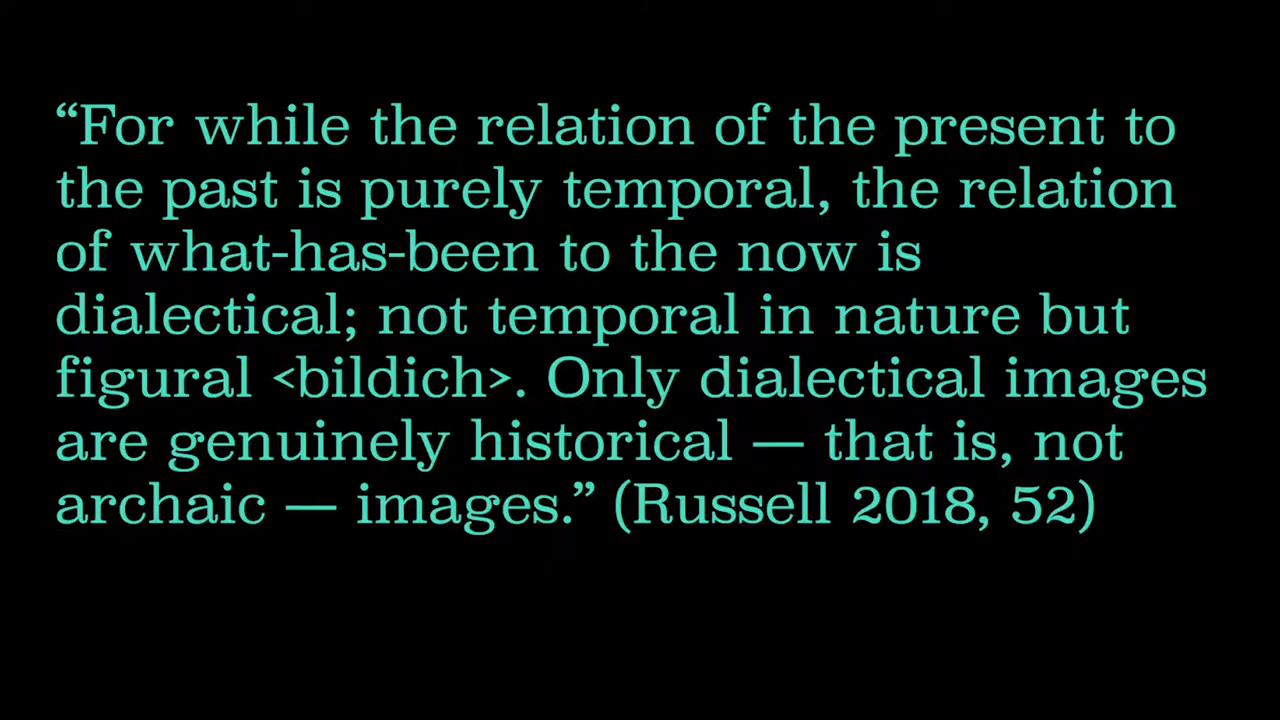 “For while the relation of the present to
the past is purely temporal, the relation
of what-has-been to the now is
dialectical; not temporal in nature but
figural <bildich>. Only dialectical images
are genuinely historical — that is, not
archaic — images.” (Russell 2018, 52)